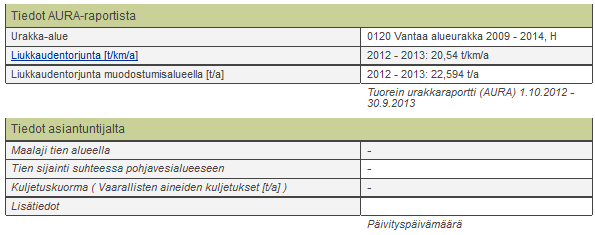 Tiedot AURA-raportista
Urakka-alue 0120 Vantaa alueurakka 2009 - 2014, H
Liukkaudentorjunta [t/km/a] 2012 - 2013: 20,54 t/km/a
Liukkaudentorjunta muodostumisalueella [t/a] 2012 - 2013: 22,594 t/a
Tuorein urakkaraportti (AURA) 1.10.2012 -
30.9.2013
Tiedot asiantuntijalta
Maalaji tien alueella -
Tien sijainti suhteessa pohjavesialueeseen -
Kuljetuskuorma ( Vaarallisten aineiden kuljetukset [t/a] ) -
Lisätiedot
Päivityspäivämäärä